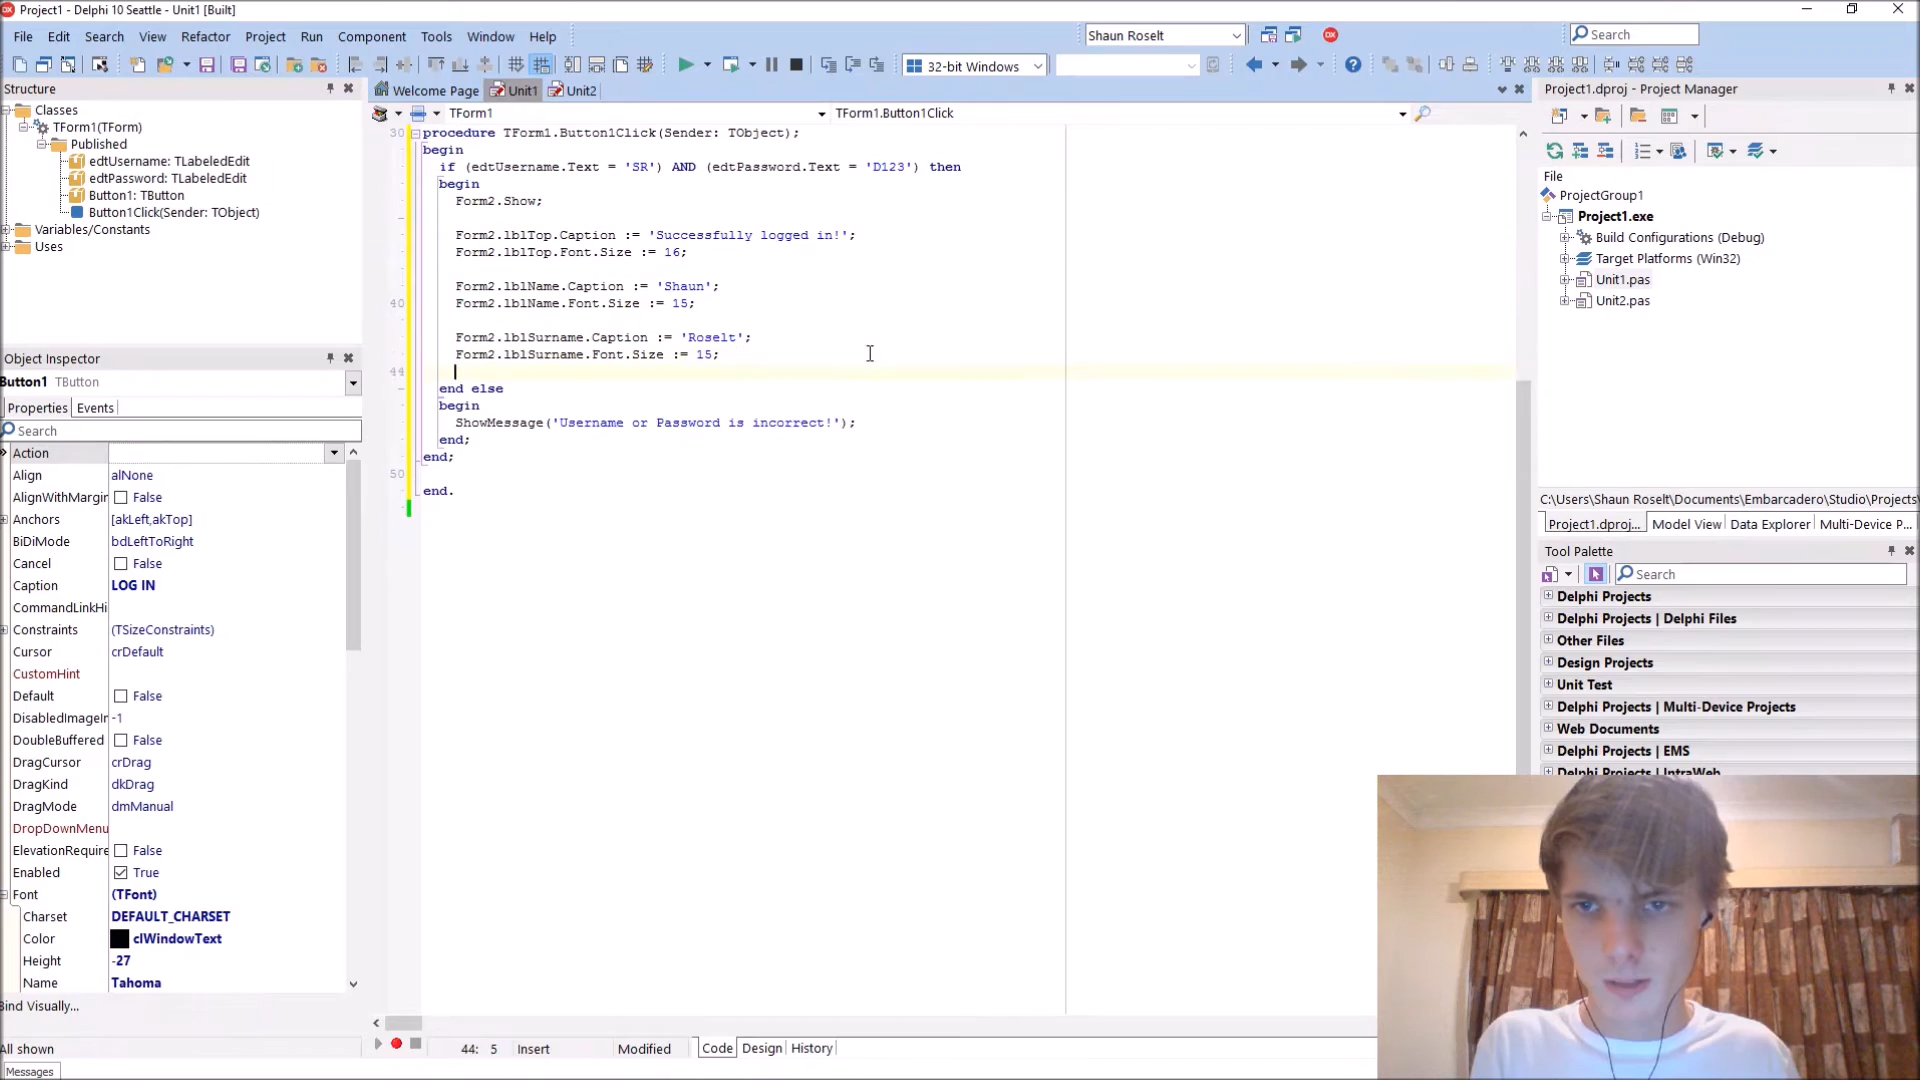 Project1 - Delphi 10 Seattle - Unit1 [Built]
File Edit Search View Refactor Project Run Component Tools Window Help
Shaun Roselt
Search
32-bit Windows
Structure
Classes
TForm1(TForm)
Published
edtUsername: TLabeledEdit
edtPassword: TLabeledEdit
Button1: TButton
Button1Click(Sender: TObject)
Variables/Constants
Uses
Object Inspector
Button1 TButton
Properties Events
Search
Action
Align alNone
AlignWithMargin False
Anchors [akLeft,akTop]
BiDiMode bdLeftToRight
Cancel False
Caption LOG IN
CommandLinkHi
Constraints (TSizeConstraints)
Cursor crDefault
CustomHint
Default False
DisabledImageIr -1
DoubleBuffered False
DragCursor crDrag
DragKind dkDrag
DragMode dmManual
DropDownMenu
ElevationRequire False
Enabled True
Font (TFont)
Charset DEFAULT_CHARSET
Color clWindowText
Height -27
Name Tahoma
Bind Visually...
All shown
Messages
Welcome Page Unit1 Unit2
TForm1 TForm1.Button1Click
30 procedure TForm1.Button1Click(Sender: TObject);
begin
if (edtUsername.Text = 'SR') AND (edtPassword.Text = 'D123') then
begin
Form2.Show;
Form2.lblTop.Caption := 'Successfully logged in!';
Form2.lblTop.Font.Size := 16;
Form2.lblName.Caption := 'Shaun';
40 Form2.lblName.Font.Size := 15;
Form2.lblSurname.Caption := 'Roselt';
Form2.lblSurname.Font.Size := 15;
44
end else
begin
ShowMessage('Username or Password is incorrect!');
end;
end;
50
end.
44: 5 Insert Modified Code Design History
Project1.dproj - Project Manager
File
ProjectGroup1
Project1.exe
Build Configurations (Debug)
Target Platforms (Win32)
Unit1.pas
Unit2.pas
C:\Users\Shaun Roselt\Documents\Embarcadero\Studio\Projects\
Project1.dproj... Model View Data Explorer Multi-Device P...
Tool Palette
Search
Delphi Projects
Delphi Projects | Delphi Files
Other Files
Design Projects
Unit Test
Delphi Projects | Multi-Device Projects
Web Documents
Delphi Projects | EMS
Delphi Projects | IntraWeb